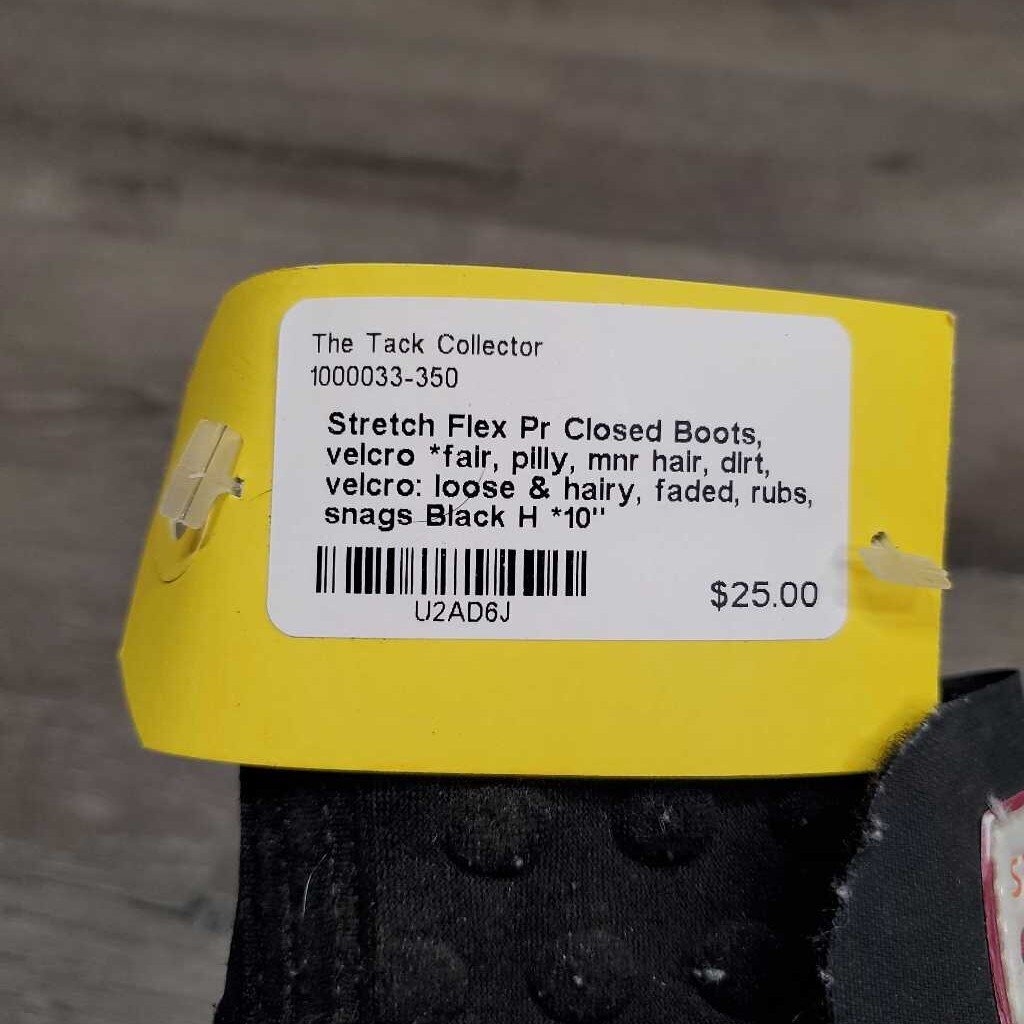 The Tack Collector
1000033-350
Stretch Flex Pr Closed Boots,
velcro *fair, pilly, mnr hair, dirt,
velcro: loose & hairy, faded, rubs,
snags Black H *10"
U2AD6J
$25.00